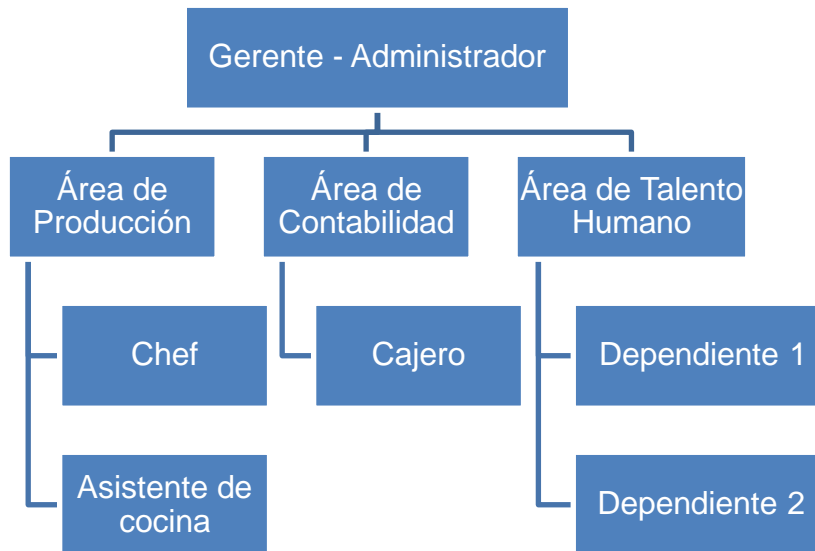 Gerente - Administrador
Área de
Producción
Área de
Contabilidad
Área de Talento
Humano
Chef
Cajero
Dependiente 1
Asistente de
cocina
Dependiente 2